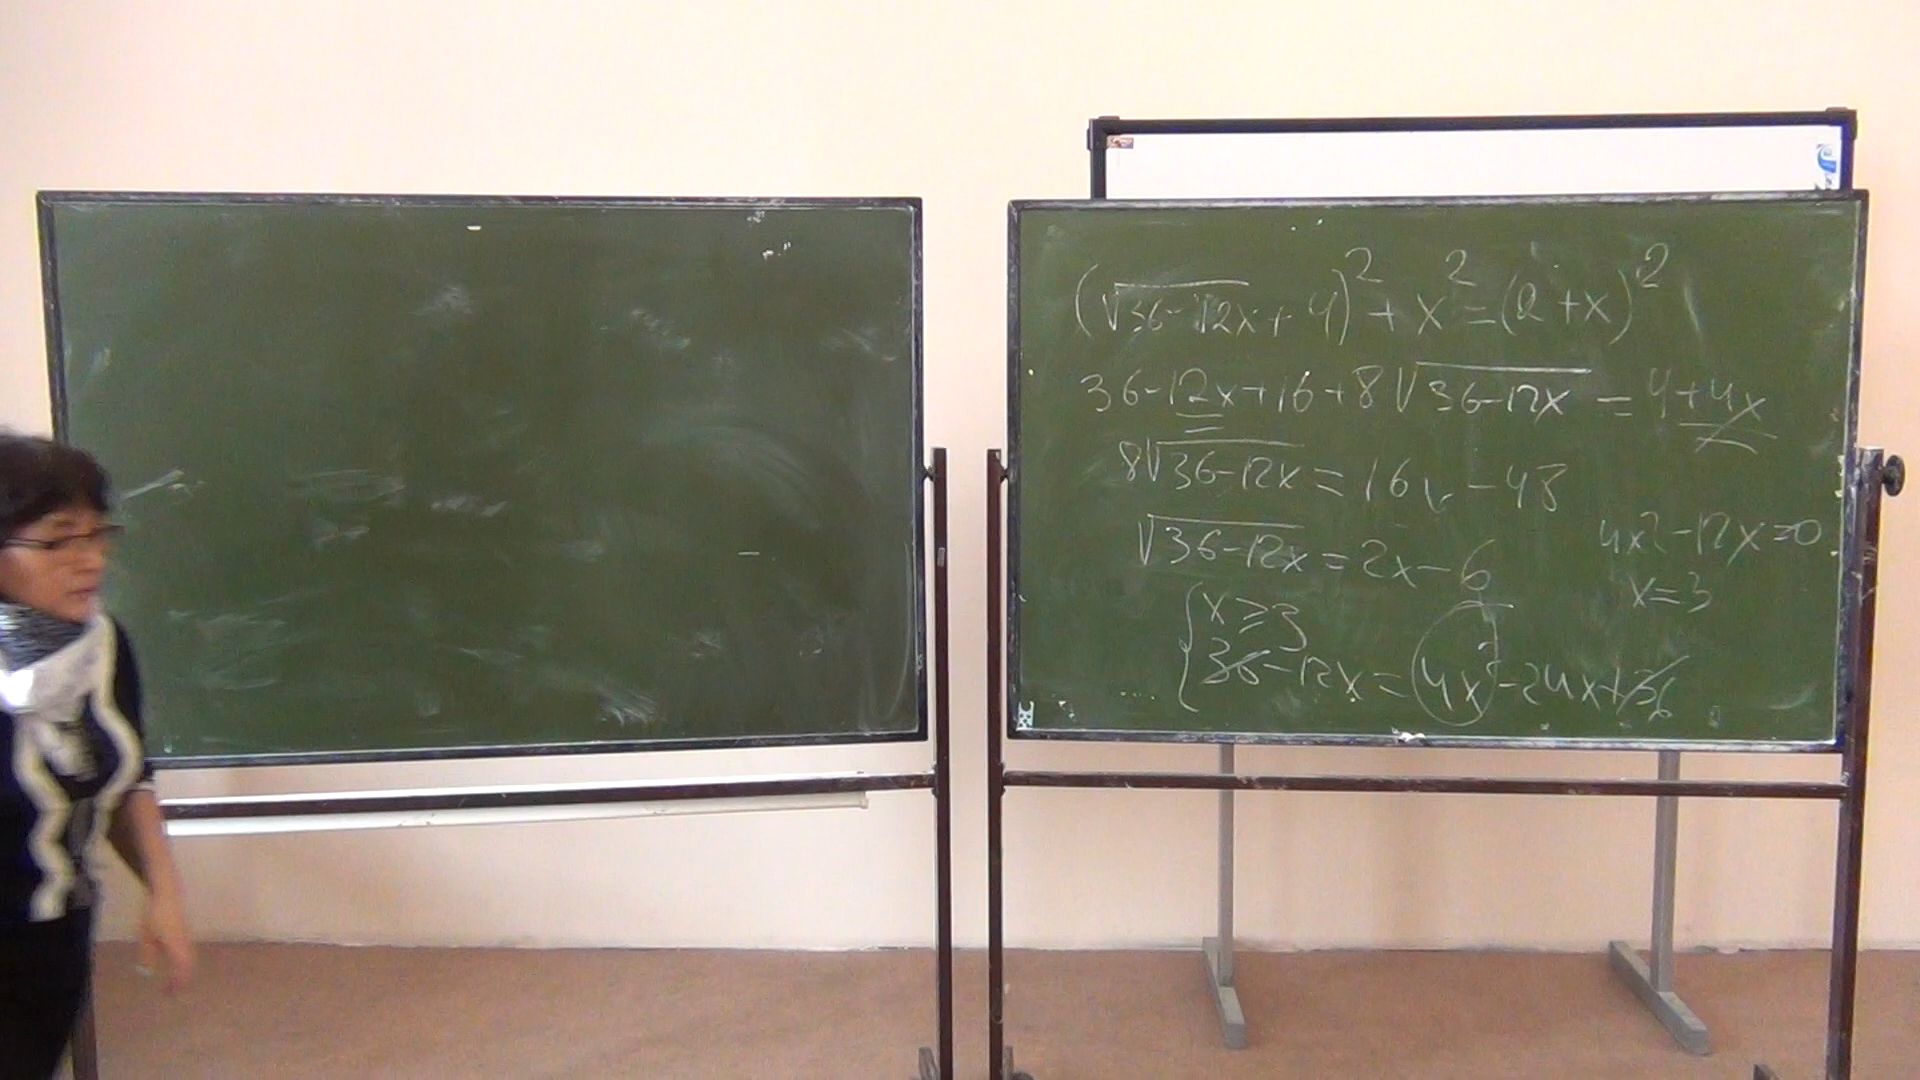 (√36-12x+4)²+x²=(2+x)²
36-12x+16+8√36-12x = 4+4x
8√36-12x = 16x-48
√36-12x = 2x-6
4x²-12x=0
x=3
{x≥3
36-12x=4x²-24x+36